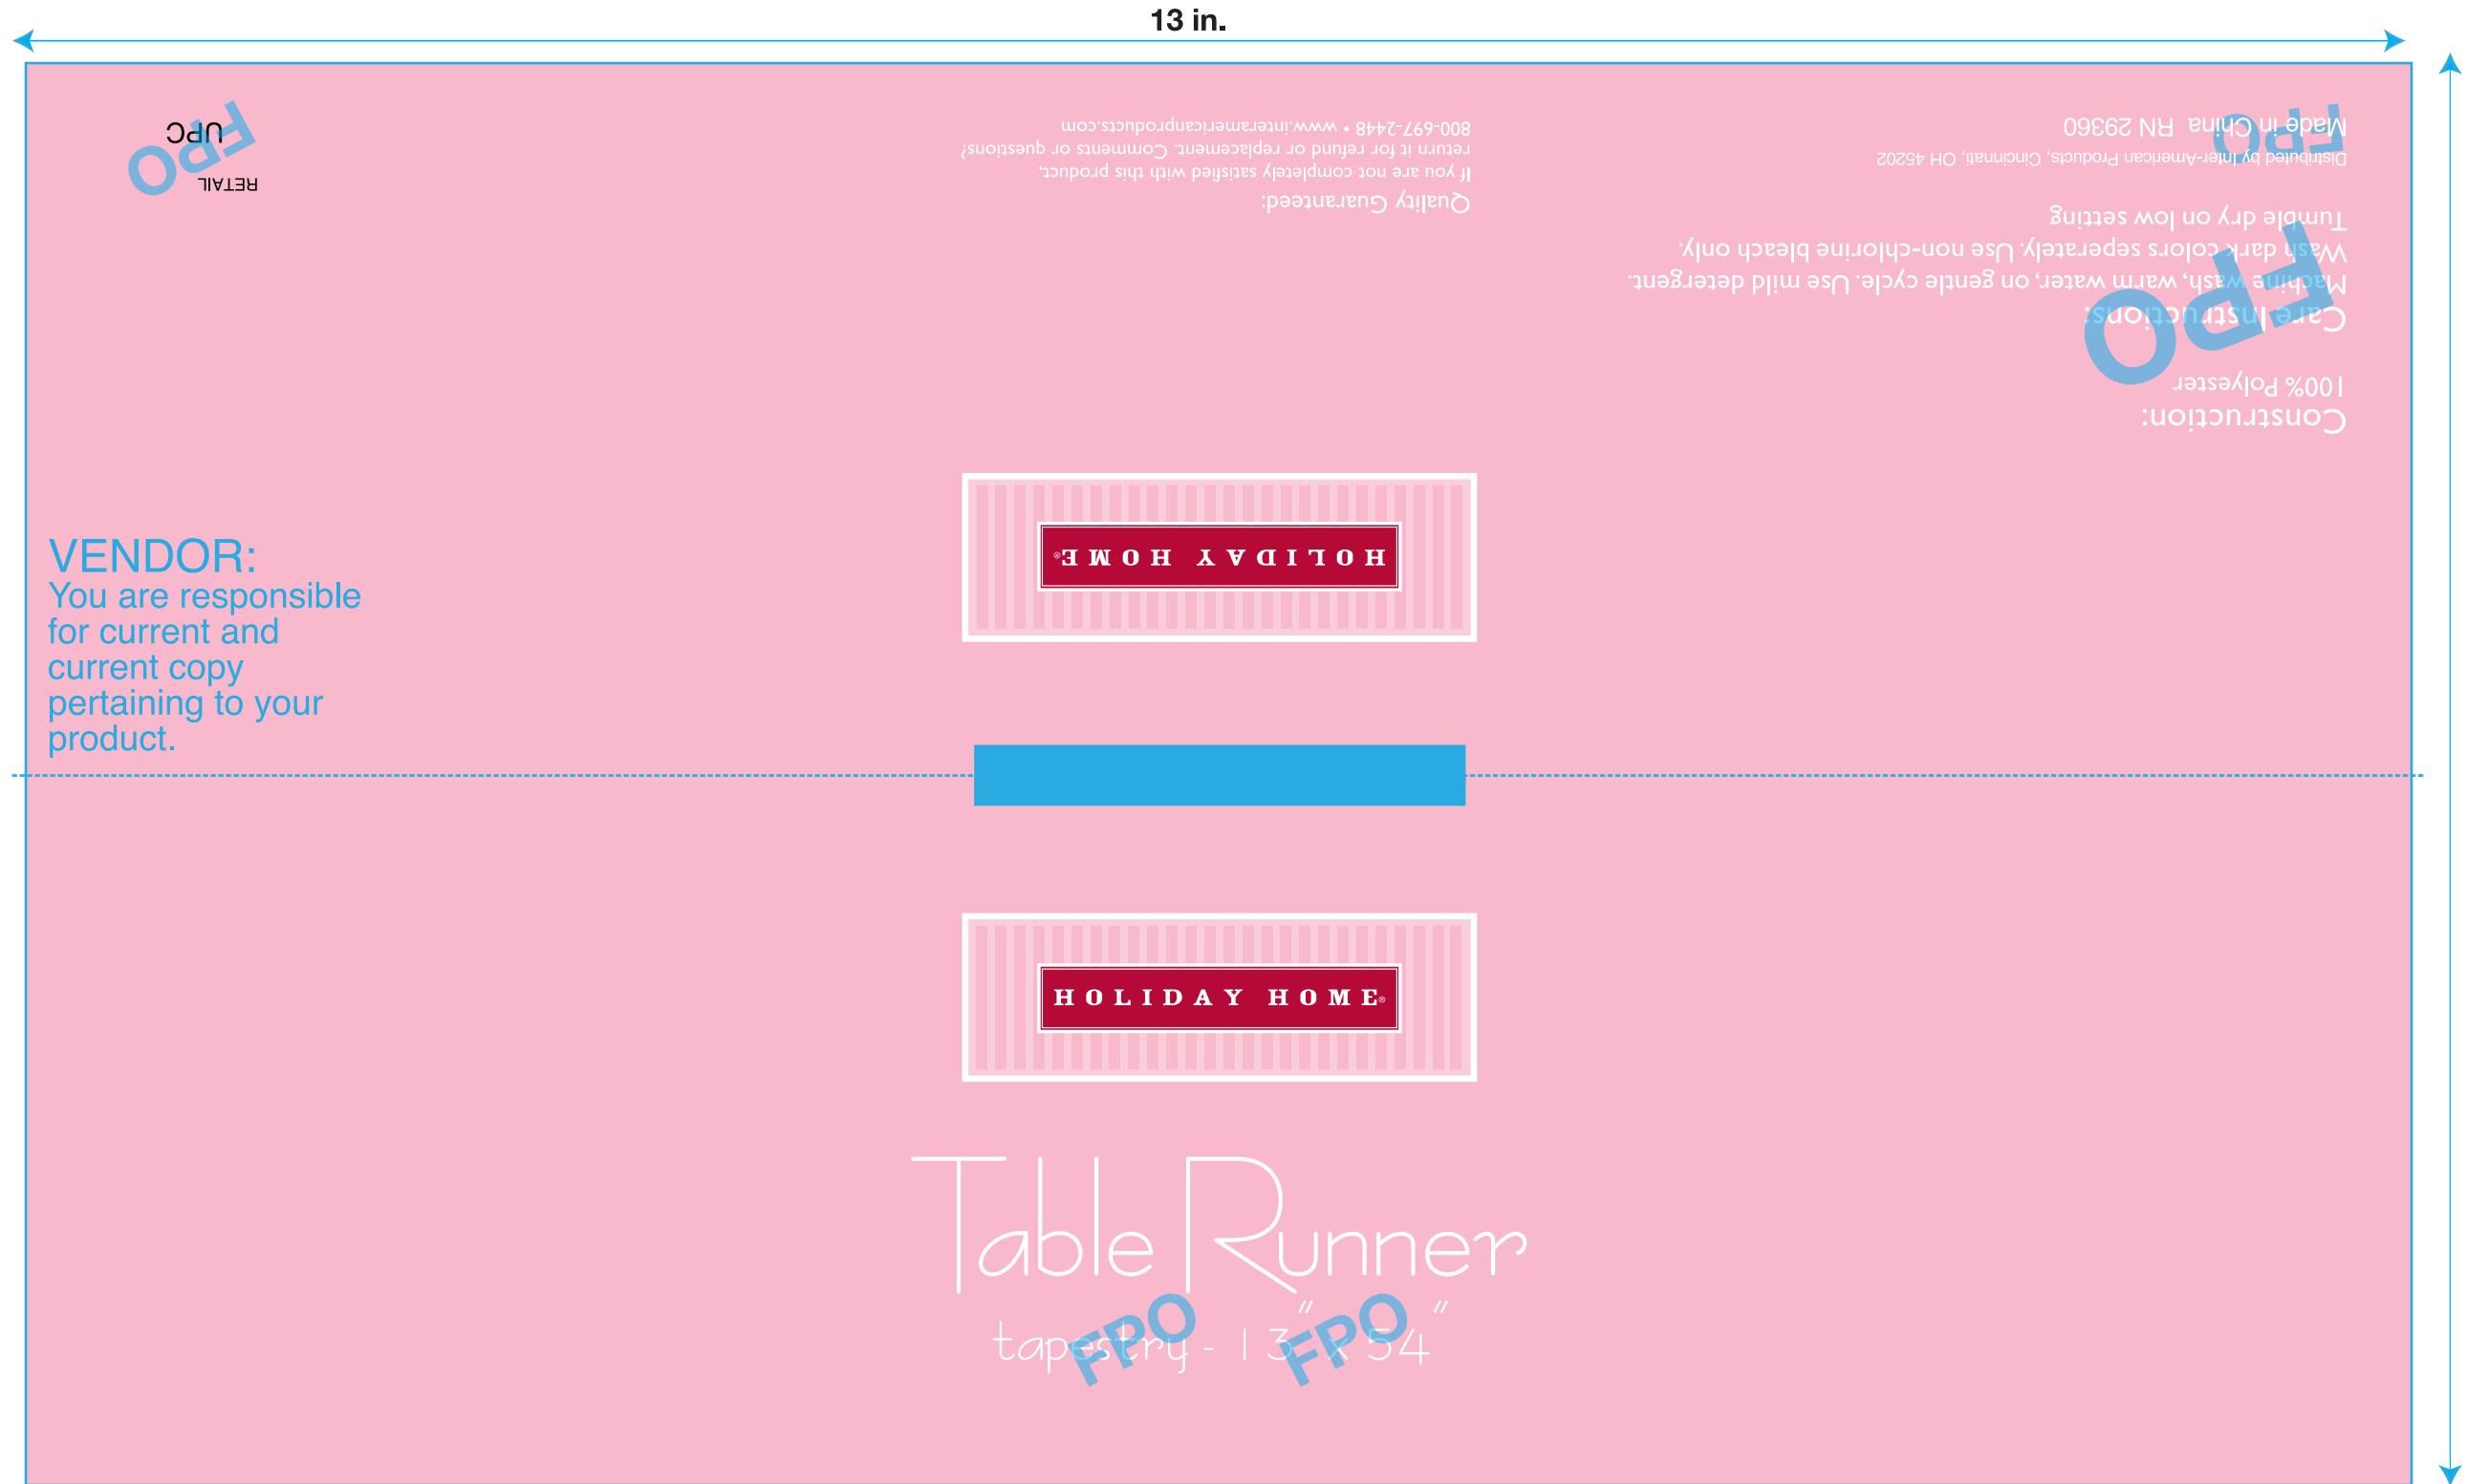 13 in.
UPC
FPO
RETAIL
Quality Guaranteed:
If you are not completely satisfied with this product,
return it for refund or replacement. Comments or questions?
800-697-2448 • www.interamericanproducts.com
Construction:
100% Polyester
Care Instructions:
Machine wash, warm water, on gentle cycle. Use mild detergent.
Wash dark colors seperately. Use non-chlorine bleach only.
Tumble dry on low setting
FPO
Distributed by Inter-American Products, Cincinnati, OH 45202
Made in China RN 29360
FPO
HOLIDAY HOME®
VENDOR:
You are responsible
for current and
current copy
pertaining to your
product.
HOLIDAY HOME®
Table Runner
tapestry - 13" x 54"
FPO FPO